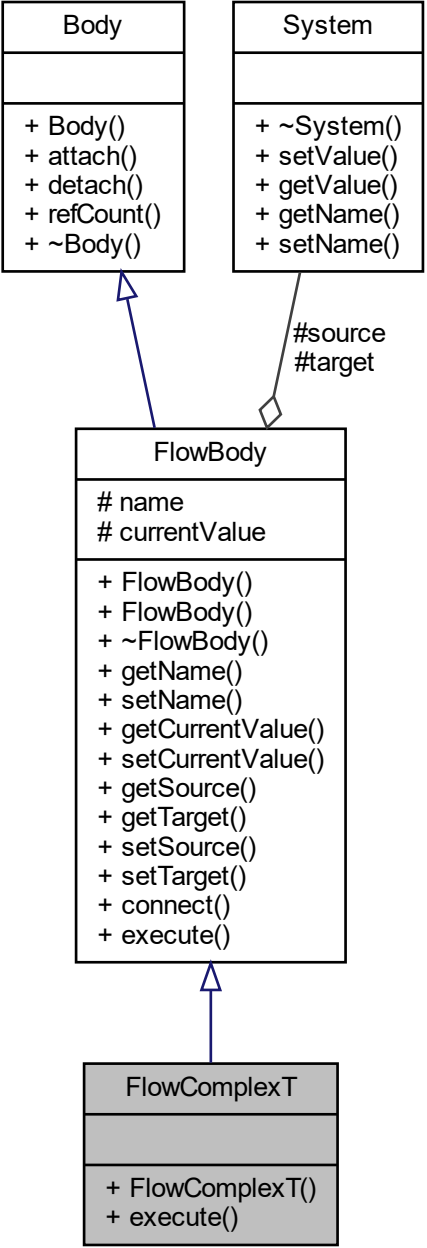 Body
+ Body()
+ attach()
+ detach()
+ refCount()
+ ~Body()
System
+ ~System()
+ setValue()
+ getValue()
+ getName()
+ setName()
#source
#target
FlowBody
# name
# currentValue
+ FlowBody()
+ FlowBody()
+ ~FlowBody()
+ getName()
+ setName()
+ getCurrentValue()
+ setCurrentValue()
+ getSource()
+ getTarget()
+ setSource()
+ setTarget()
+ connect()
+ execute()
FlowComplexT
+ FlowComplexT()
+ execute()